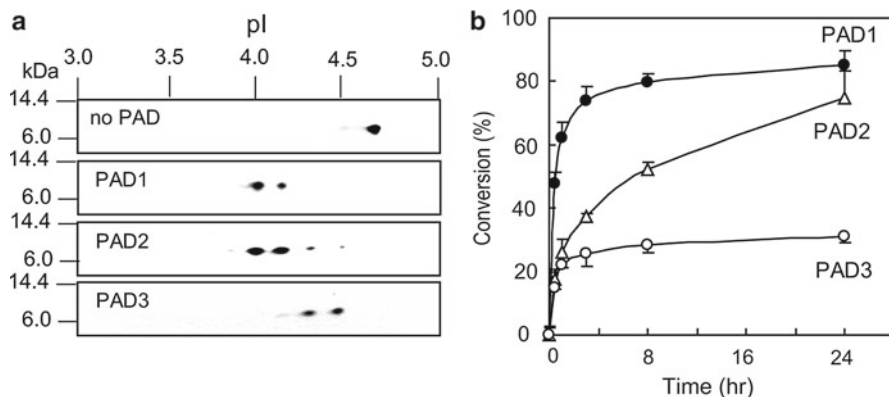 a
pI
3.0 3.5 4.0 4.5 5.0
kDa
14.4
no PAD
6.0
14.4
PAD1
6.0
14.4
PAD2
6.0
14.4
PAD3
6.0
b
100
80
60
40
20
0
Conversion (%)
PAD1
PAD2
PAD3
0 8 16 24
Time (hr)